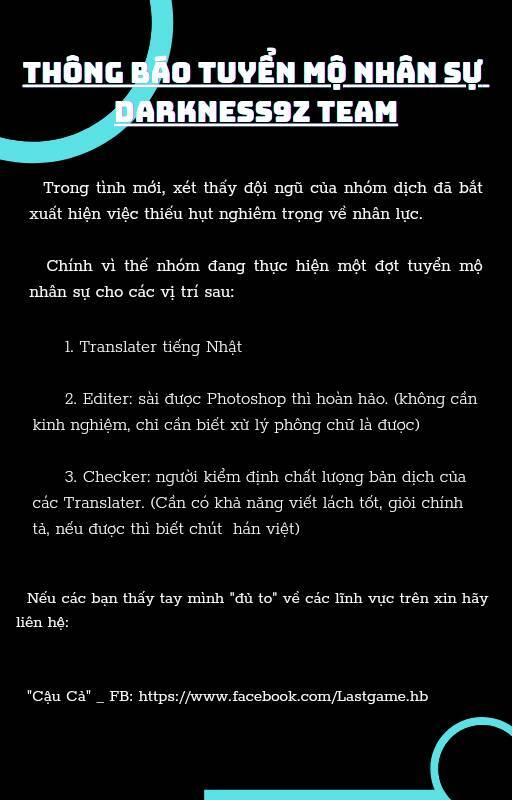 THÔNG BÁO TUYỂN MỘ NHÂN SỰ
DARKNESS9Z TEAM
Trong tình mới, xét thấy đội ngũ của nhóm dịch đã bắt
xuất hiện việc thiếu hụt nghiêm trọng về nhân lực.
Chính vì thế nhóm đang thực hiện một đợt tuyển mộ
nhân sự cho các vị trí sau:
1. Translater tiếng Nhật
2. Editer: sài được Photoshop thì hoàn hảo. (không cần
kinh nghiệm, chỉ cần biết xử lý phông chữ là được)
3. Checker: người kiểm định chất lượng bản dịch của
các Translater. (Cần có khả năng viết lách tốt, giỏi chính
tả, nếu được thì biết chút hán việt)
Nếu các bạn thấy tay mình "đủ to" về các lĩnh vực trên xin hãy
liên hệ:
"Cậu Cả" _ FB: https://www.facebook.com/Lastgame.hb